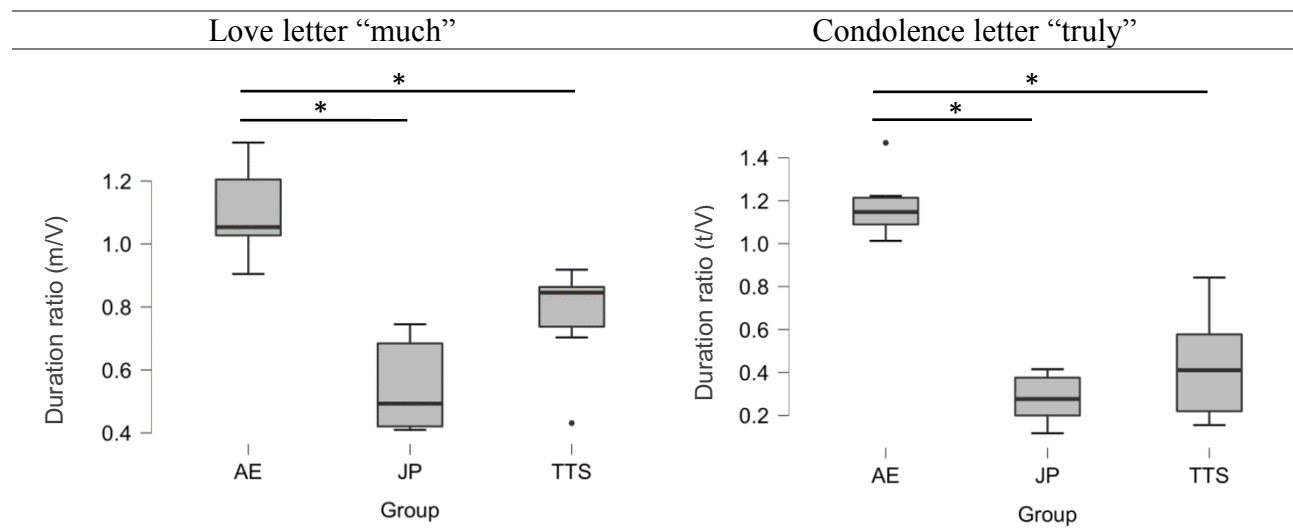 Love letter “much”
Condolence letter “truly”
*
*
Duration ratio (m/V)
1.2
1.0
0.8
0.6
0.4
AE JP TTS
Group
*
*
Duration ratio (t/V)
1.4
1.2
1.0
0.8
0.6
0.4
0.2
AE JP TTS
Group